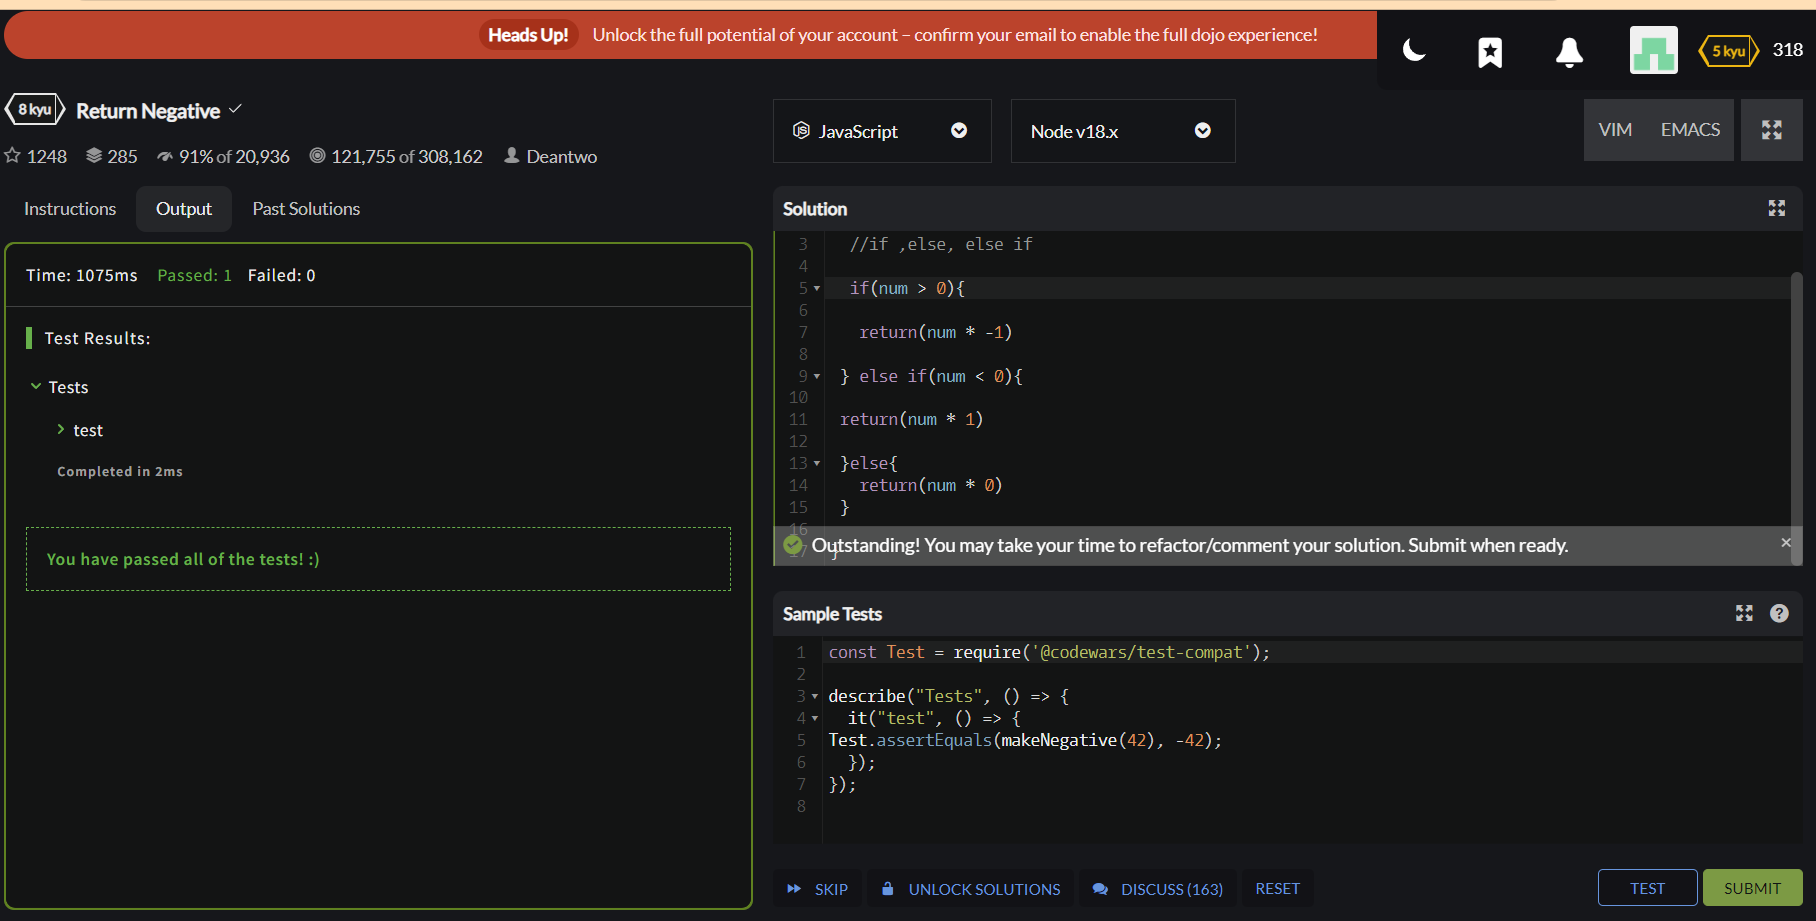 Heads Up! Unlock the full potential of your account – confirm your email to enable the full dojo experience!
5 kyu 318
8 kyu Return Negative
1248 285 91% of 20,936 121,755 of 308,162 Deantwo
Instructions Output Past Solutions
Time: 1075ms Passed: 1 Failed: 0
Test Results:
Tests
test
Completed in 2ms
You have passed all of the tests! :)
JavaScript Node v18.x VIM EMACS
Solution
3 //if ,else, else if
4
5 if(num > 0){
6
7 return(num * -1)
8
9 } else if(num < 0){
10
11 return(num * 1)
12
13 }else{
14 return(num * 0)
15 }
16
17 }
Outstanding! You may take your time to refactor/comment your solution. Submit when ready. ×
Sample Tests ?
1 const Test = require('@codewars/test-compat');
2
3 describe("Tests", () => {
4 it("test", () => {
5 Test.assertEquals(makeNegative(42), -42);
6 });
7 });
8
SKIP UNLOCK SOLUTIONS DISCUSS (163) RESET TEST SUBMIT